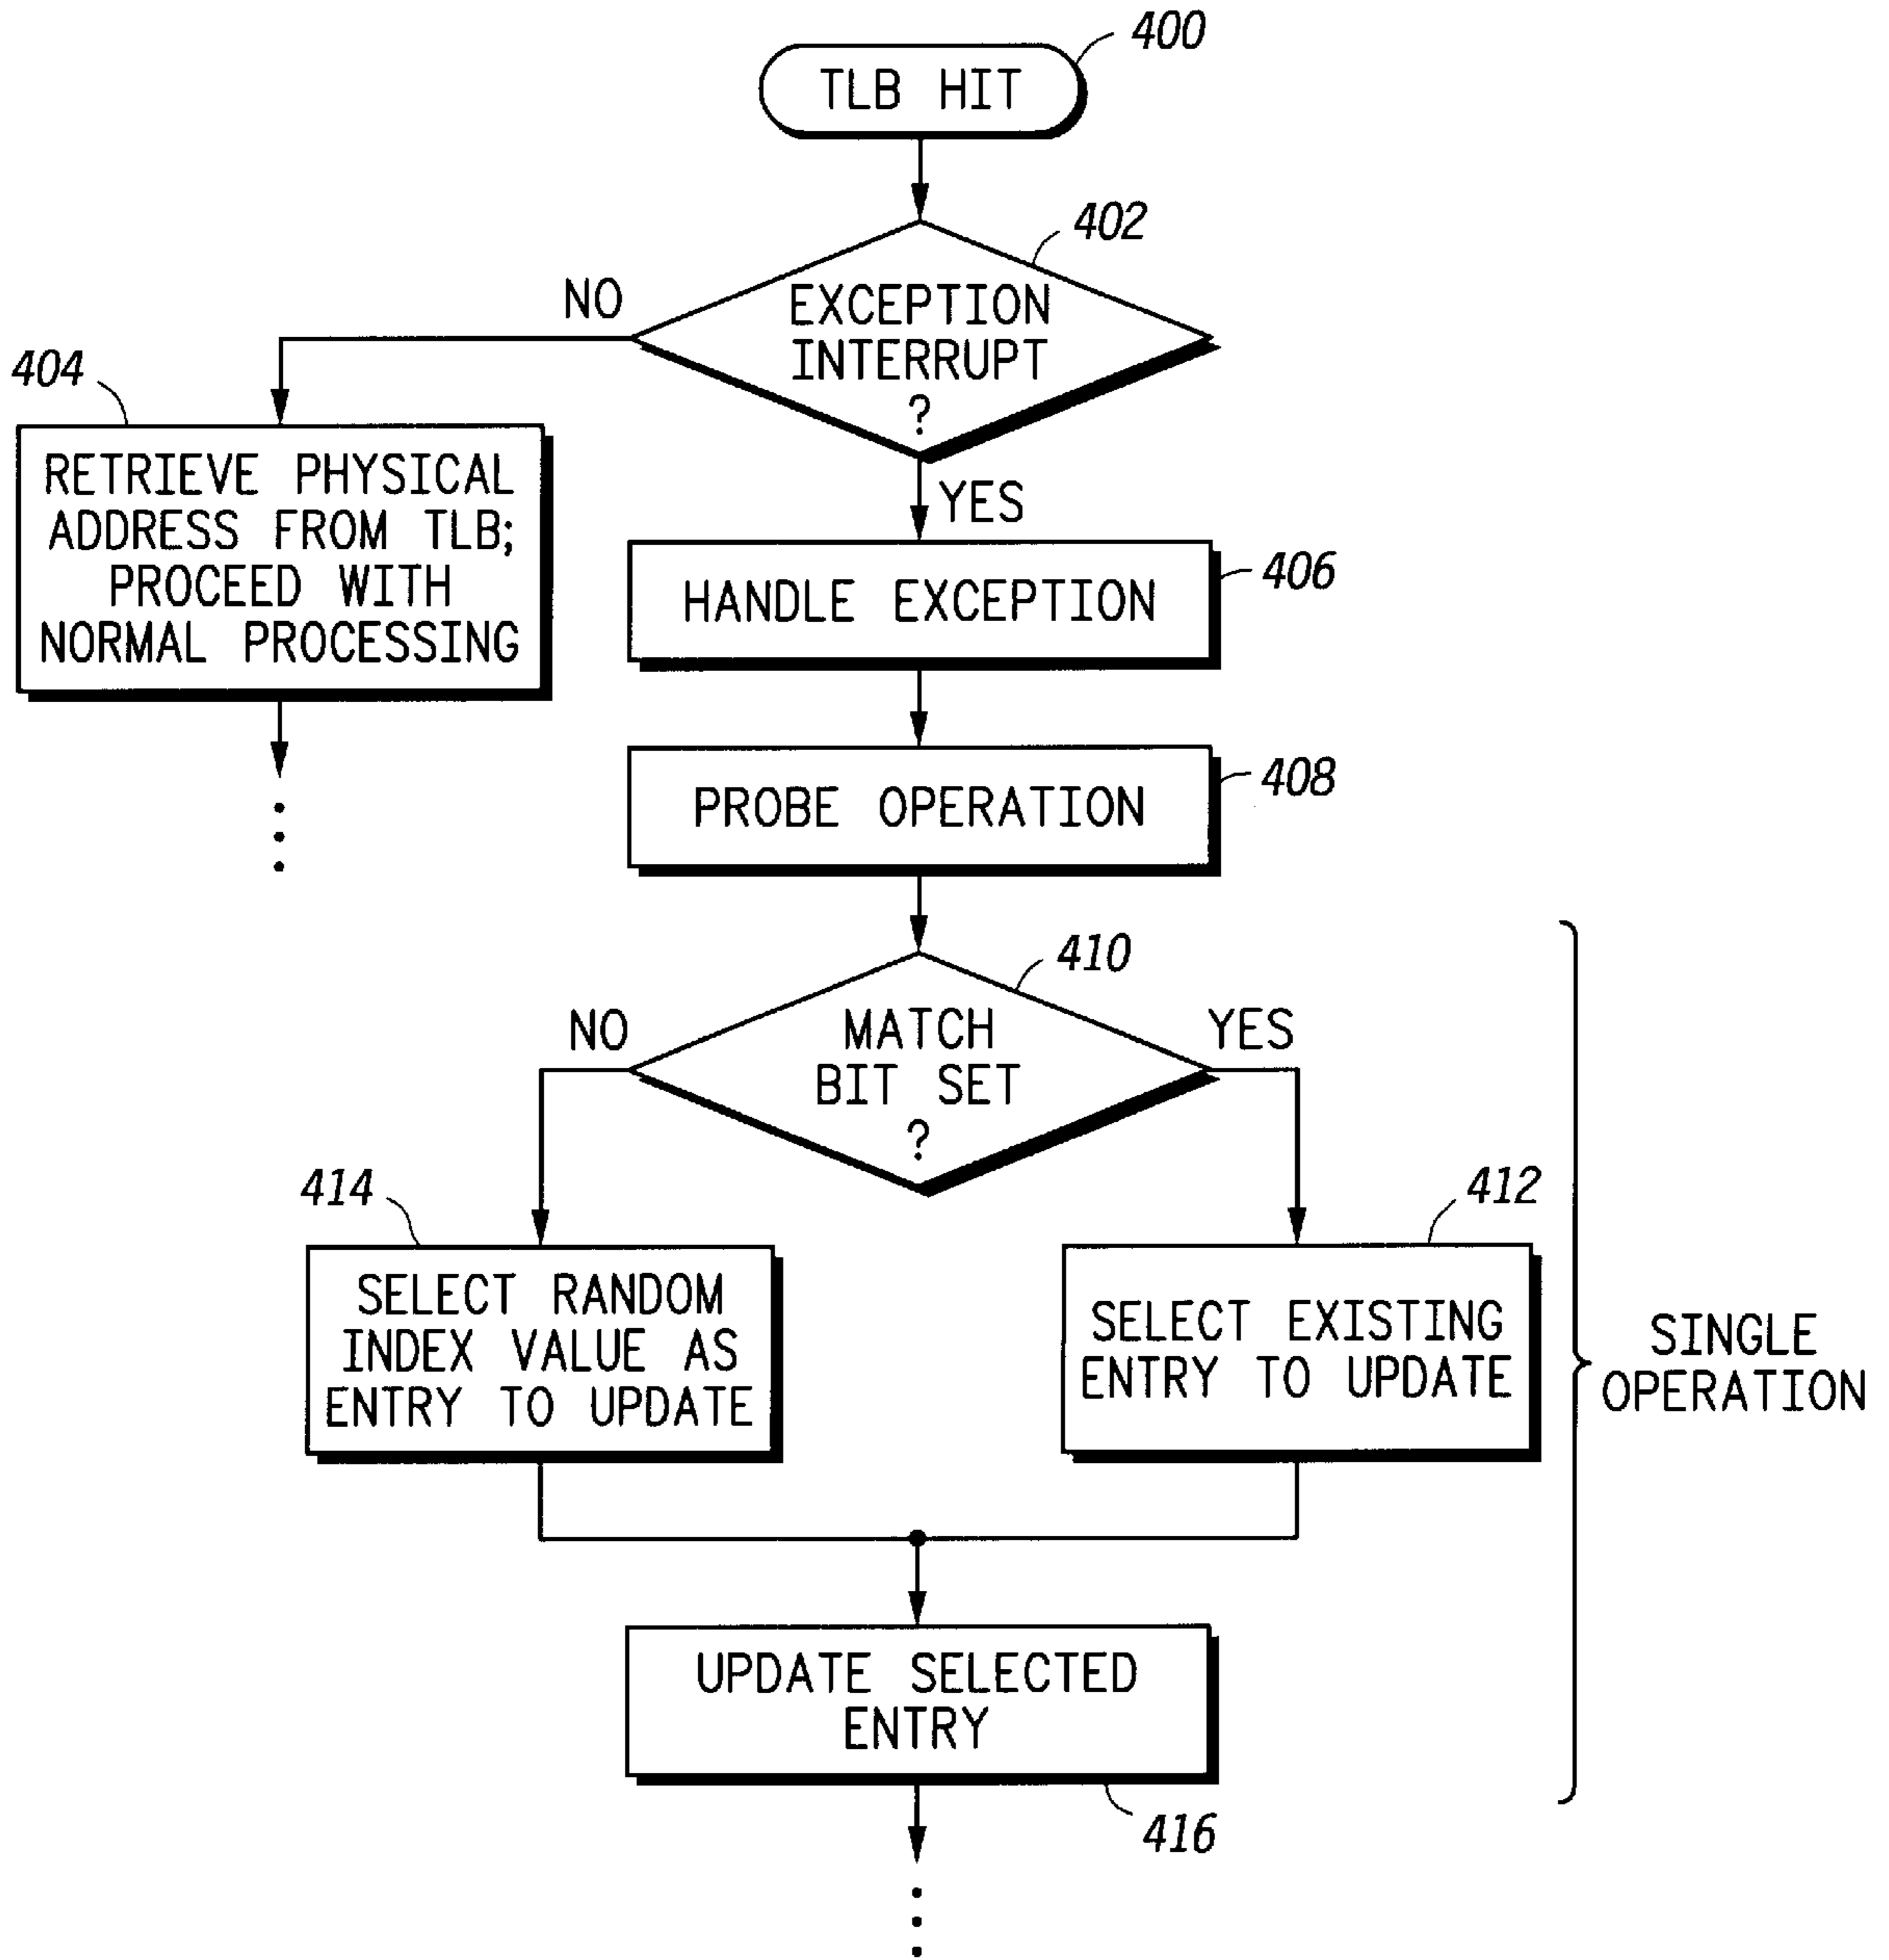 400
TLB HIT
402
NO
EXCEPTION
INTERRUPT
?
404
RETRIEVE PHYSICAL
ADDRESS FROM TLB;
PROCEED WITH
NORMAL PROCESSING
YES
406
HANDLE EXCEPTION
408
PROBE OPERATION
410
NO
MATCH
BIT SET
?
YES
414
SELECT RANDOM
INDEX VALUE AS
ENTRY TO UPDATE
412
SELECT EXISTING
ENTRY TO UPDATE
SINGLE
OPERATION
UPDATE SELECTED
ENTRY
416